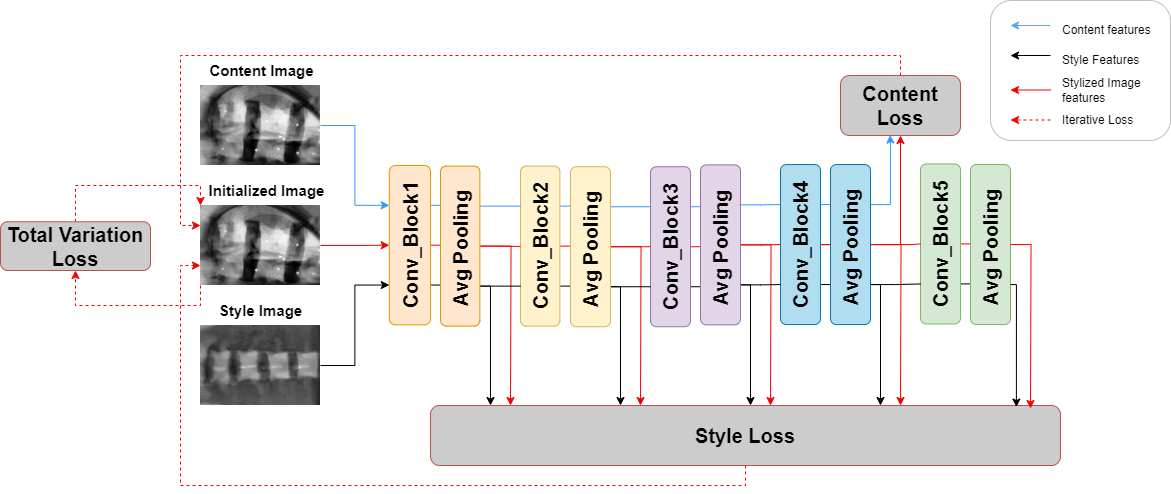 Content features
Style Features
Stylized Image
features
Iterative Loss
Content Image
Content
Loss
Initialized Image
Total Variation
Loss
Style Image
Conv_Block1
Avg Pooling
Conv_Block2
Avg Pooling
Conv_Block3
Avg Pooling
Conv_Block4
Avg Pooling
Conv_Block5
Avg Pooling
Style Loss